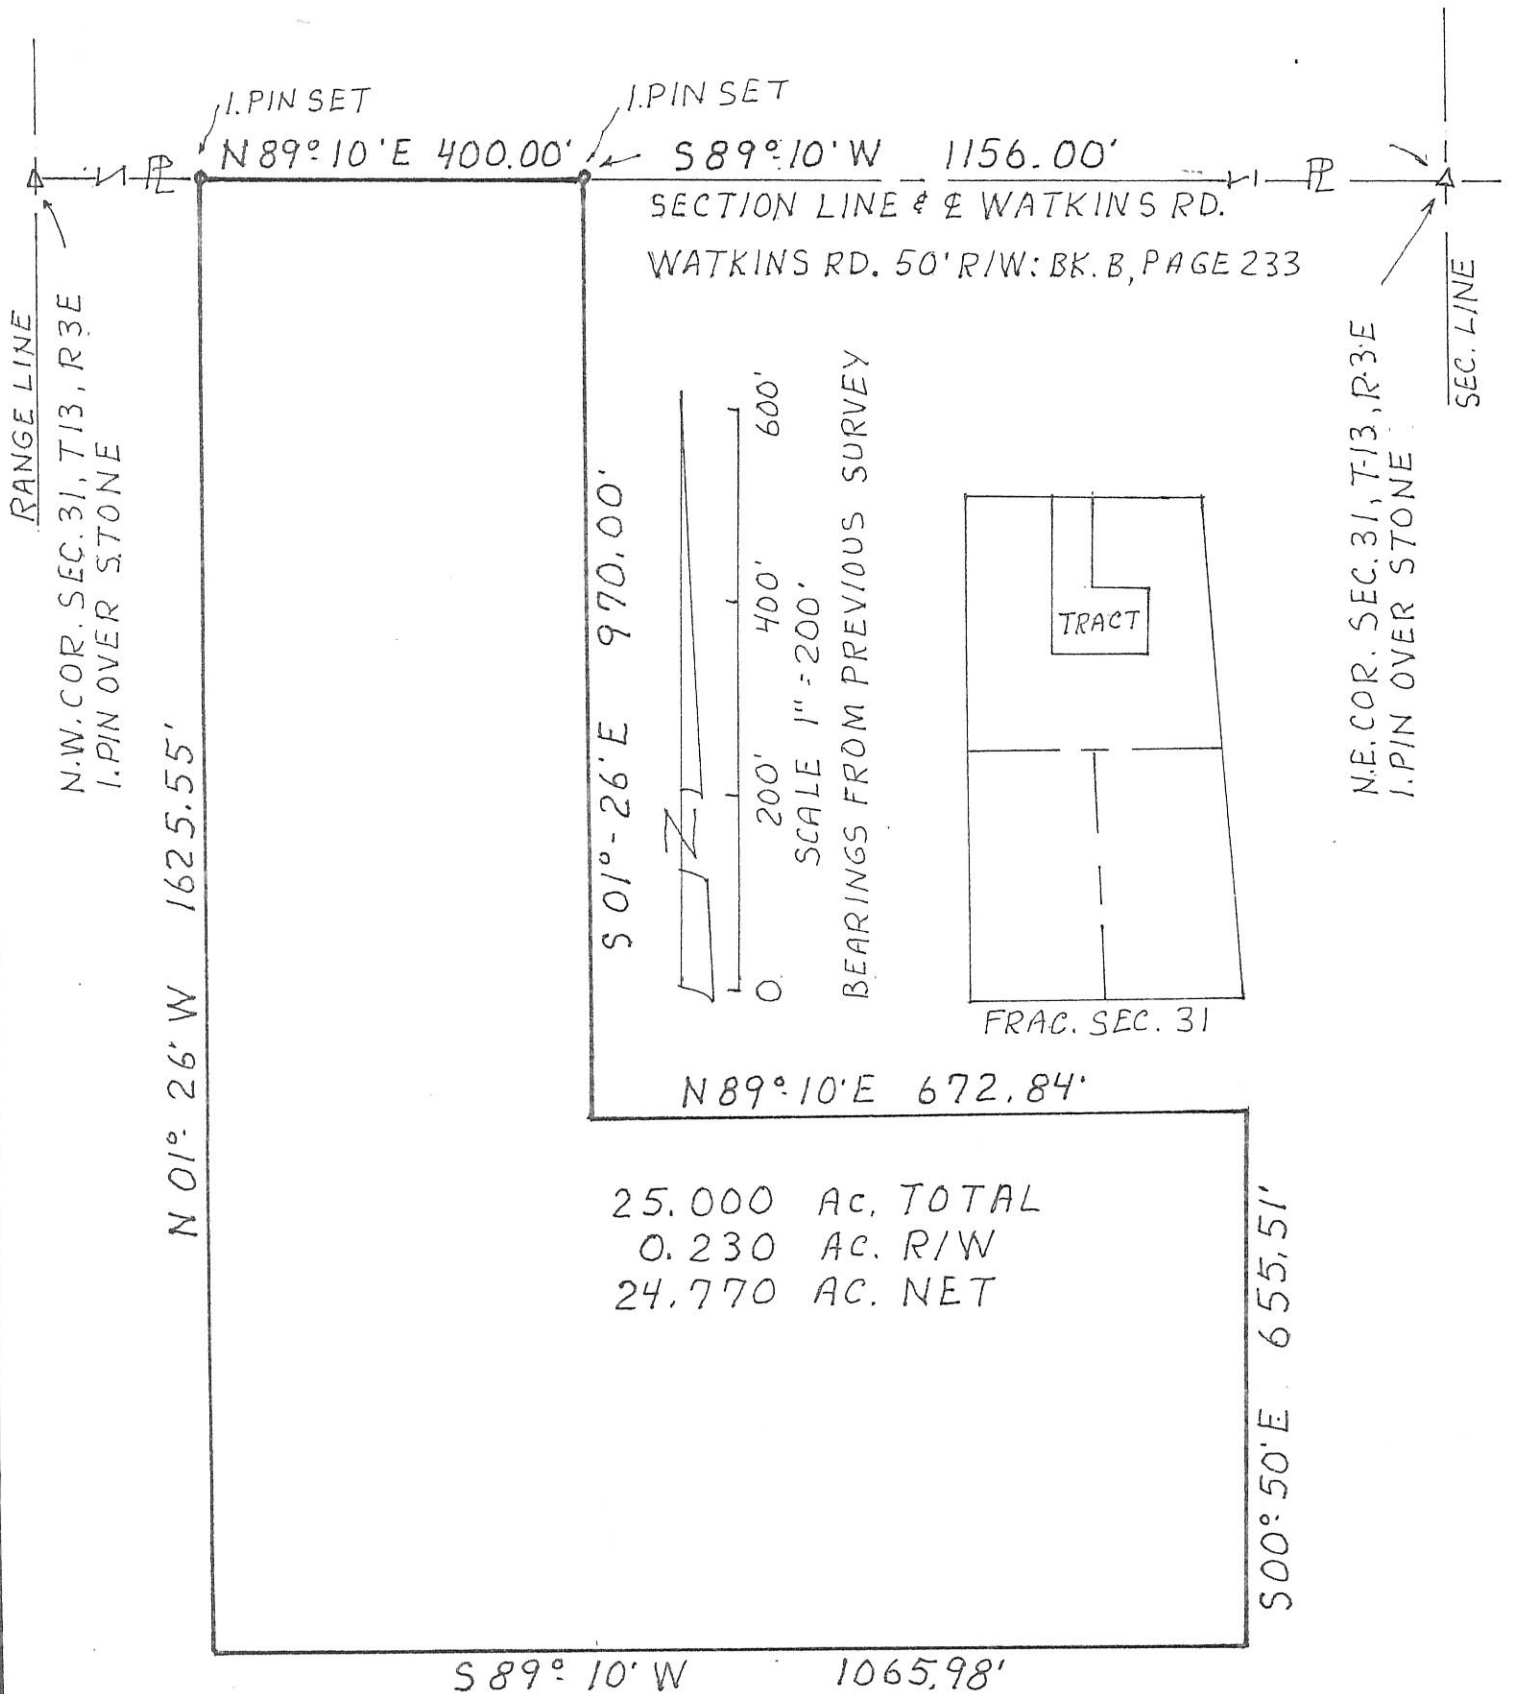 I.PIN SET
I.PIN SET
N 89° 10' E 400.00'
S 89° 10' W 1156.00'
PL
PL
SECTION LINE & ℄ WATKINS RD.
WATKINS RD. 50' R/W: BK. B, PAGE 233
RANGE LINE
N.W. COR. SEC. 31, T13, R3E
I.PIN OVER STONE
N.E. COR. SEC. 31, T-13, R-3-E
I.PIN OVER STONE
SEC. LINE
N 01°- 26' W 1625.55'
S 01°- 26' E 970.00'
N
0 200' 400' 600'
SCALE 1" = 200'
BEARINGS FROM PREVIOUS SURVEY
TRACT
FRAC. SEC. 31
N 89° 10' E 672.84'
25.000 AC. TOTAL
0.230 AC. R/W
24.770 AC. NET
S 00° 50' E 655.51'
S 89° 10' W 1065.98'